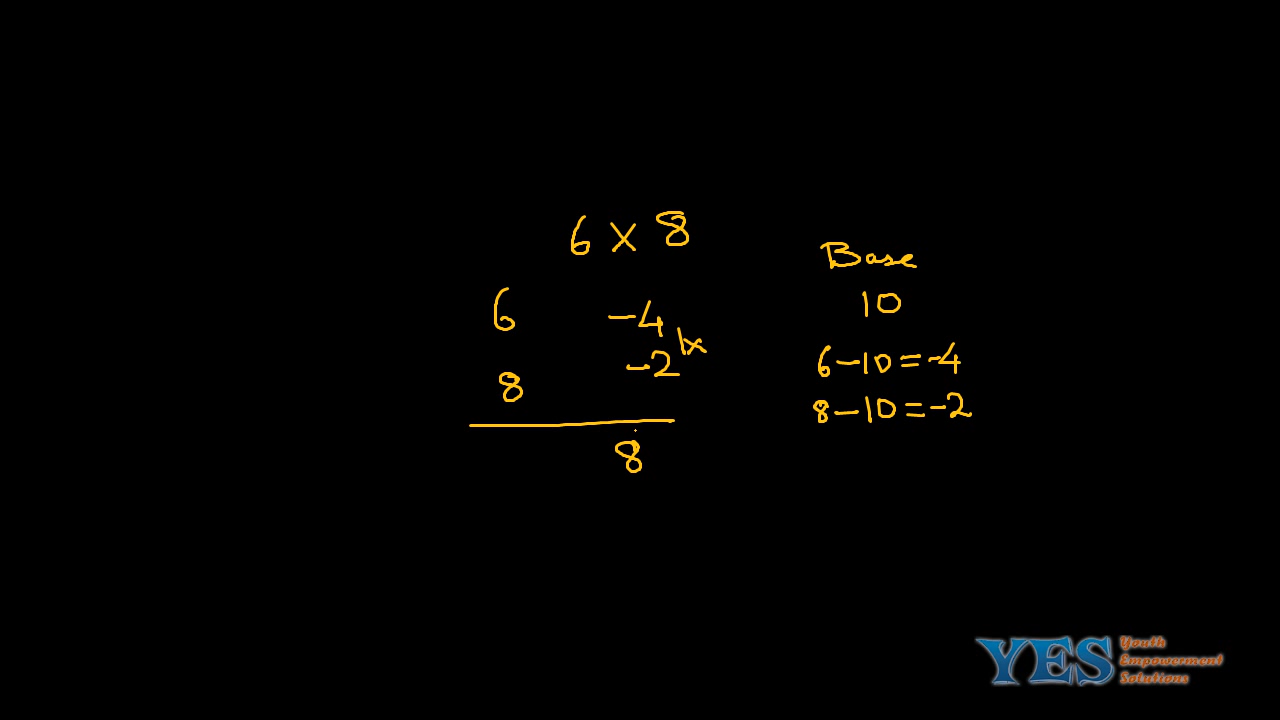 6 x 8
Base
10
6 -4
-2 x
8
6-10=-4
8-10=-2
8
YES Youth
Empowerment
Solutions